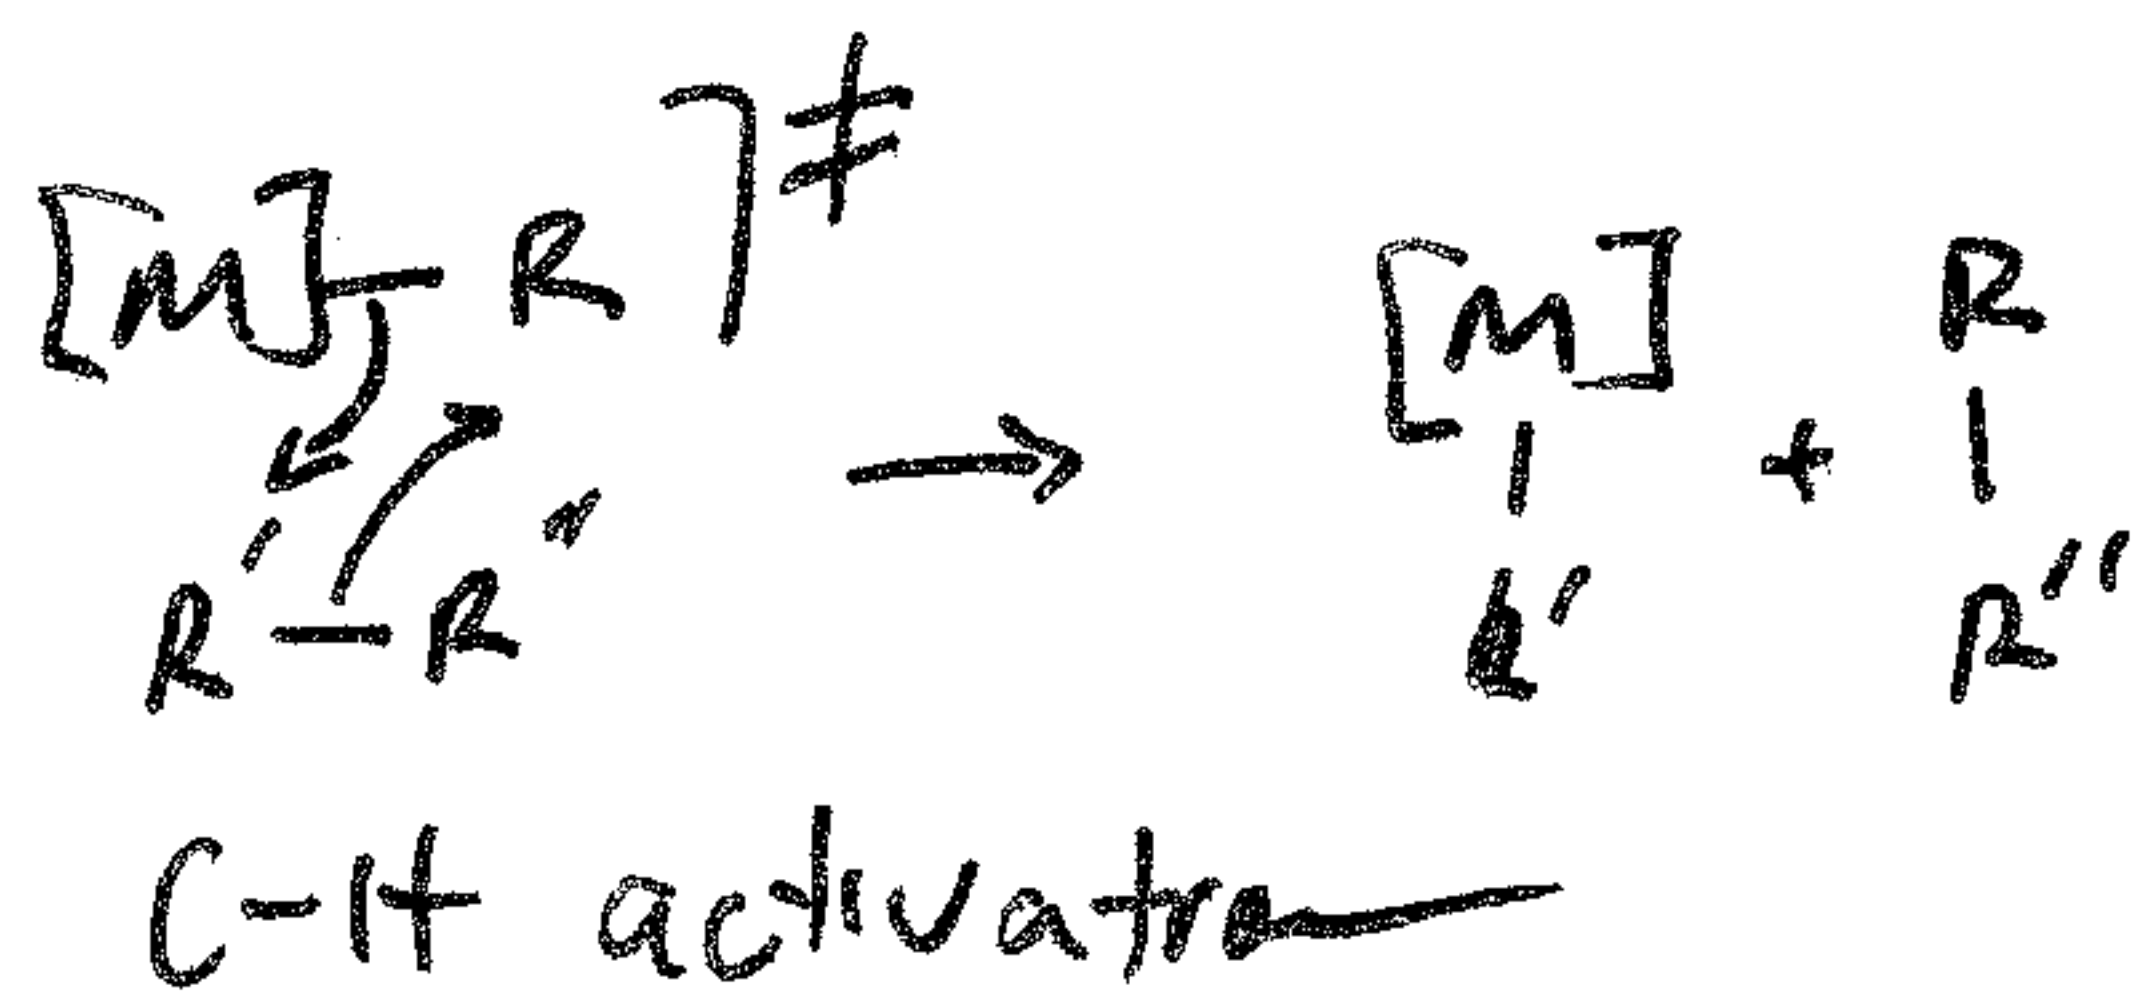 [M]-R]≠
R'-R'' → [M]-R' + R-R''
C-H activation